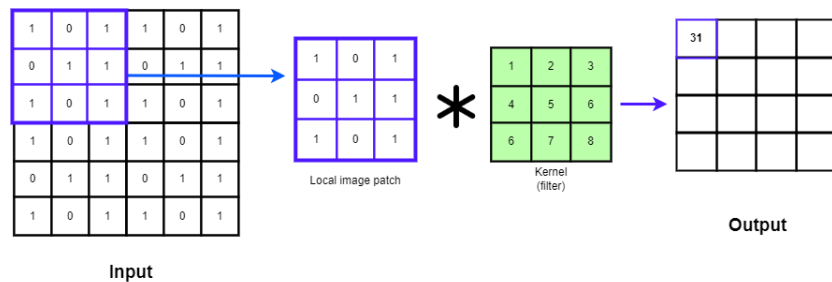 1 0 1 1 0 1
0 1 1 0 1 1
1 0 1 1 0 1
1 0 1 1 0 1
0 1 1 0 1 1
1 0 1 1 0 1
Input
1 0 1
0 1 1
1 0 1
Local image patch
*
1 2 3
4 5 6
6 7 8
Kernel
(filter)
31
Output